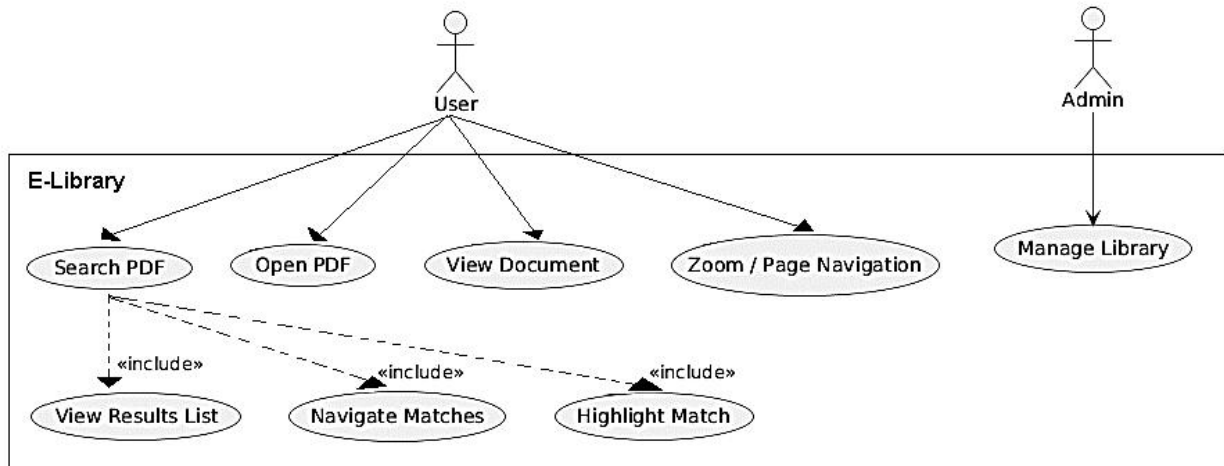 User
Admin
E-Library
Search PDF
Open PDF
View Document
Zoom / Page Navigation
Manage Library
«include»
«include»
«include»
View Results List
Navigate Matches
Highlight Match